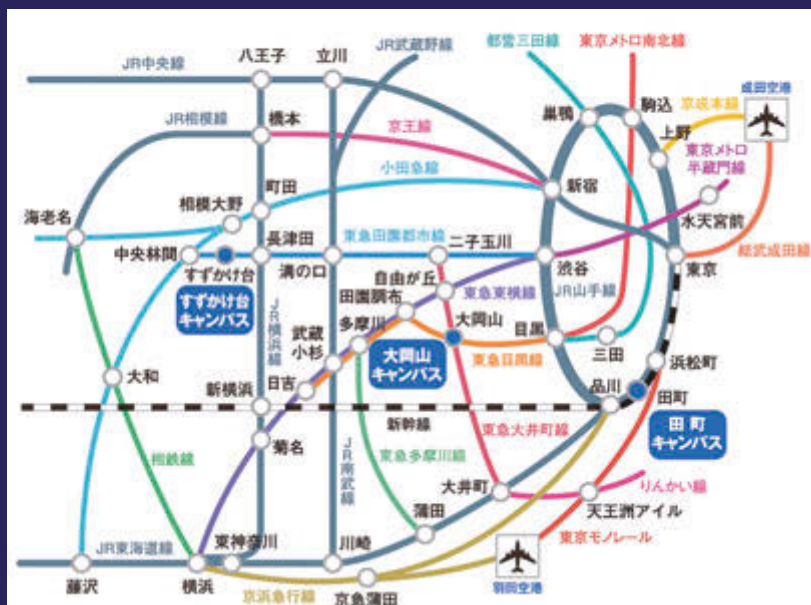 JR武蔵野線
都営三田線
東京メトロ南北線
八王子
立川
JR中央線
成田空港
巣鴨
駒込
京成本線
JR相模線
橋本
京王線
上野
東京メトロ
半蔵門線
小田急線
新宿
町田
相模大野
水天宮前
海老名
中央林間
長津田
東急田園都市線
二子玉川
すずかけ台
溝の口
渋谷
東京
総武成田線
自由が丘
東急東横線
JR山手線
すずかけ台
キャンパス
田園調布
大岡山
目黒
JR横浜線
多摩川
三田
武蔵
小杉
大岡山
キャンパス
東急目黒線
浜松町
大和
日吉
品川
新横浜
田町
新幹線
田町
キャンパス
菊名
東急大井町線
相鉄線
JR南武線
東急多摩川線
りんかい線
大井町
天王洲アイル
蒲田
東神奈川
JR東海道線
川崎
東京モノレール
藤沢
横浜
羽田空港
京浜急行線
京急蒲田